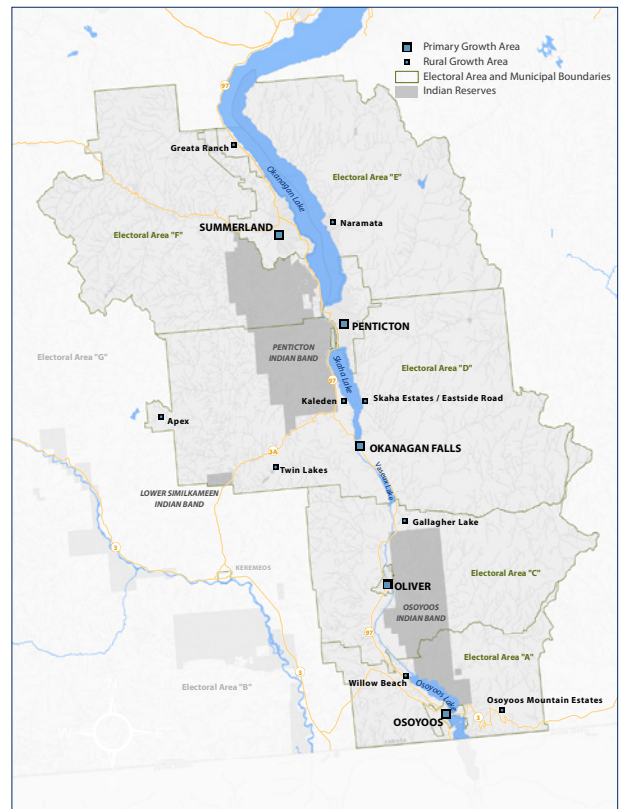 Primary Growth Area
Rural Growth Area
Electoral Area and Municipal Boundaries
Indian Reserves
97
Greata Ranch
Okanagan Lake
Electoral Area "E"
Naramata
SUMMERLAND
Electoral Area "F"
PENTICTON
PENTICTON
INDIAN BAND
Electoral Area "G"
Skaha Lake
Electoral Area "D"
97
Kaleden
Skaha Estates / Eastside Road
Apex
OKANAGAN FALLS
3A
Twin Lakes
Vaseux Lake
LOWER SIMILKAMEEN
INDIAN BAND
Gallagher Lake
3
KEREMEOS
Electoral Area "C"
OLIVER
OSOYOOS
INDIAN BAND
97
Electoral Area "A"
3
Willow Beach
Electoral Area "B"
Osoyoos Lake
Osoyoos Mountain Estates
OSOYOOS
3